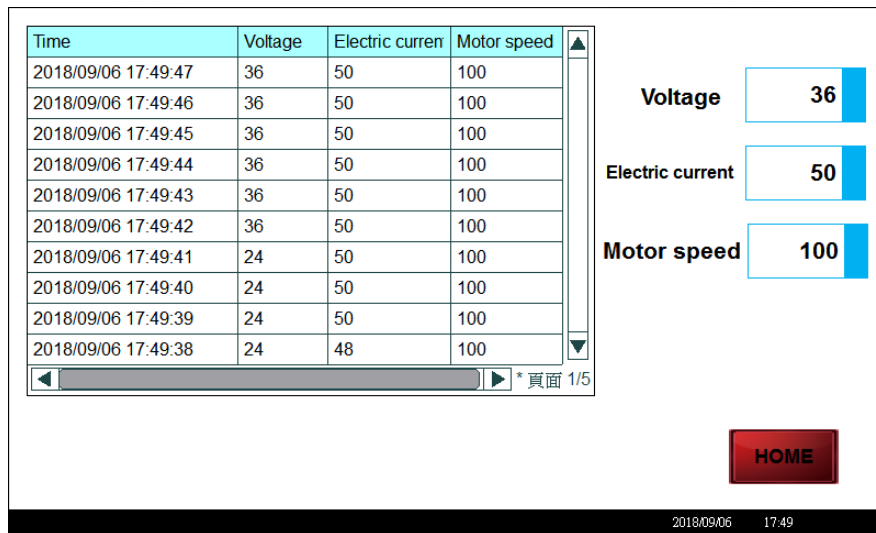 Time Voltage Electric curren Motor speed
2018/09/06 17:49:47 36 50 100
2018/09/06 17:49:46 36 50 100
2018/09/06 17:49:45 36 50 100
2018/09/06 17:49:44 36 50 100
2018/09/06 17:49:43 36 50 100
2018/09/06 17:49:42 36 50 100
2018/09/06 17:49:41 24 50 100
2018/09/06 17:49:40 24 50 100
2018/09/06 17:49:39 24 50 100
2018/09/06 17:49:38 24 48 100
* 頁面 1/5
Voltage 36
Electric current 50
Motor speed 100
HOME
2018/09/06 17:49